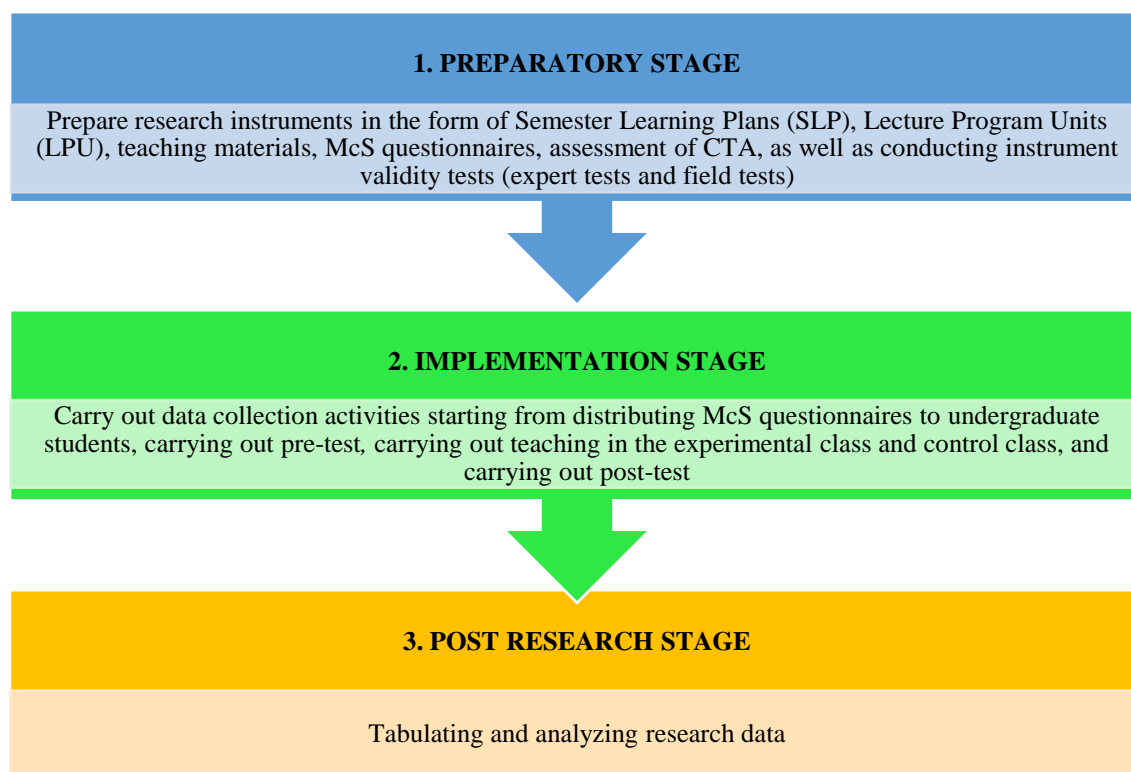 1. PREPARATORY STAGE
Prepare research instruments in the form of Semester Learning Plans (SLP), Lecture Program Units
(LPU), teaching materials, McS questionnaires, assessment of CTA, as well as conducting instrument
validity tests (expert tests and field tests)
2. IMPLEMENTATION STAGE
Carry out data collection activities starting from distributing McS questionnaires to undergraduate
students, carrying out pre-test, carrying out teaching in the experimental class and control class, and
carrying out post-test
3. POST RESEARCH STAGE
Tabulating and analyzing research data